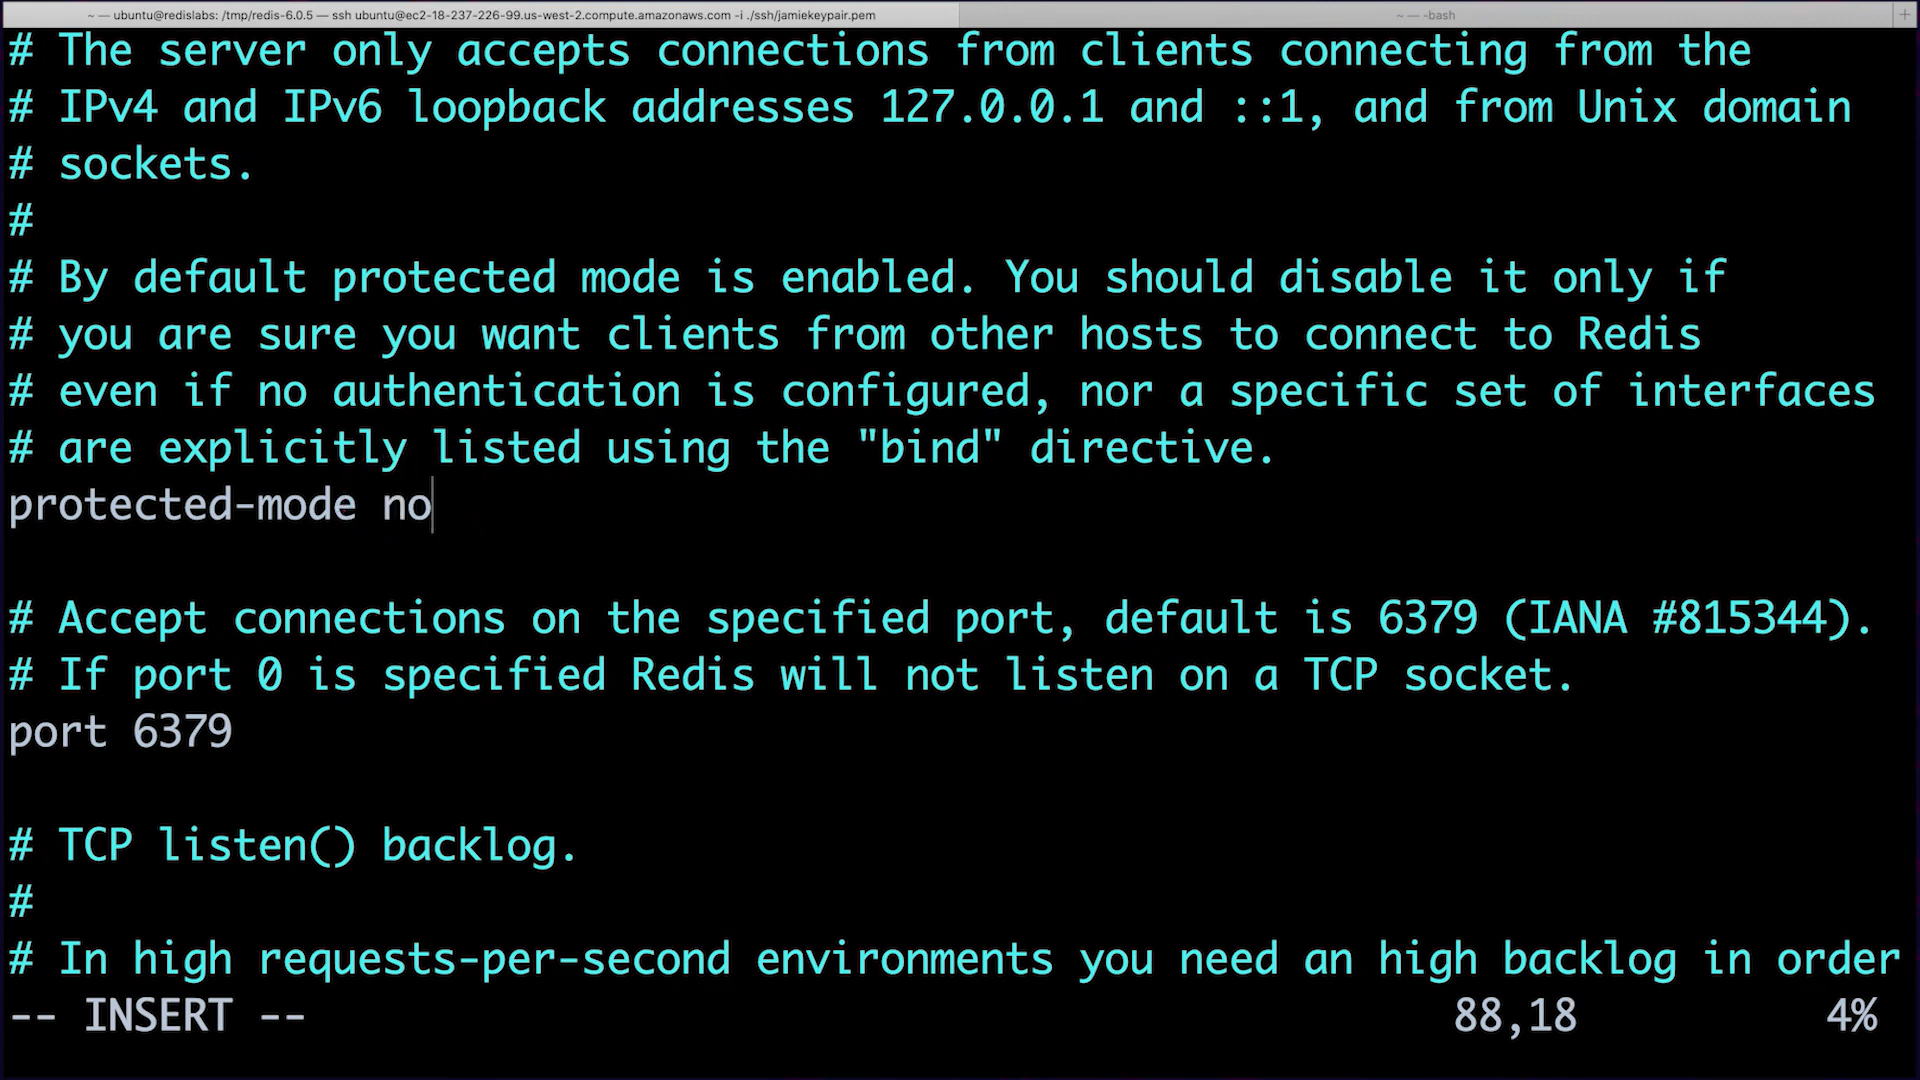 ~ — ubuntu@redislabs: /tmp/redis-6.0.5 — ssh ubuntu@ec2-18-237-226-99.us-west-2.compute.amazonaws.com -i ./ssh/jamiekeypair.pem
~ — -bash
+
# The server only accepts connections from clients connecting from the
# IPv4 and IPv6 loopback addresses 127.0.0.1 and ::1, and from Unix domain
# sockets.
#
# By default protected mode is enabled. You should disable it only if
# you are sure you want clients from other hosts to connect to Redis
# even if no authentication is configured, nor a specific set of interfaces
# are explicitly listed using the "bind" directive.
protected-mode no
# Accept connections on the specified port, default is 6379 (IANA #815344).
# If port 0 is specified Redis will not listen on a TCP socket.
port 6379
# TCP listen() backlog.
#
# In high requests-per-second environments you need an high backlog in order
-- INSERT -- 88,18 4%